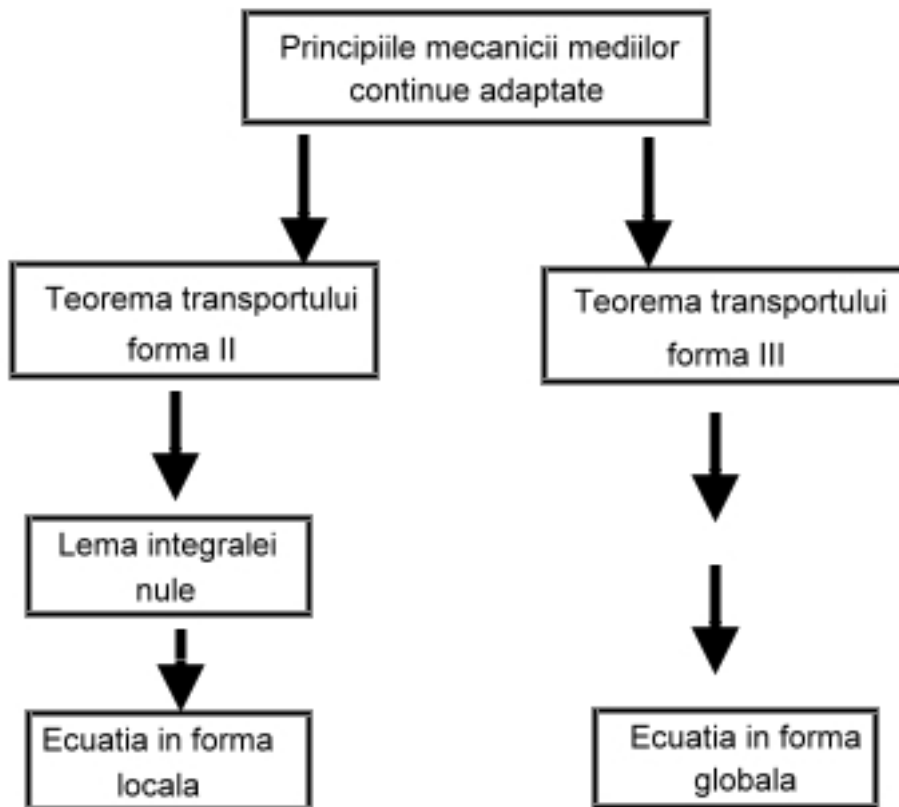 Principiile mecanicii mediilor
continue adaptate
Teorema transportului
forma II
Teorema transportului
forma III
Lema integralei
nule
Ecuatia in forma
locala
Ecuatia in forma
globala